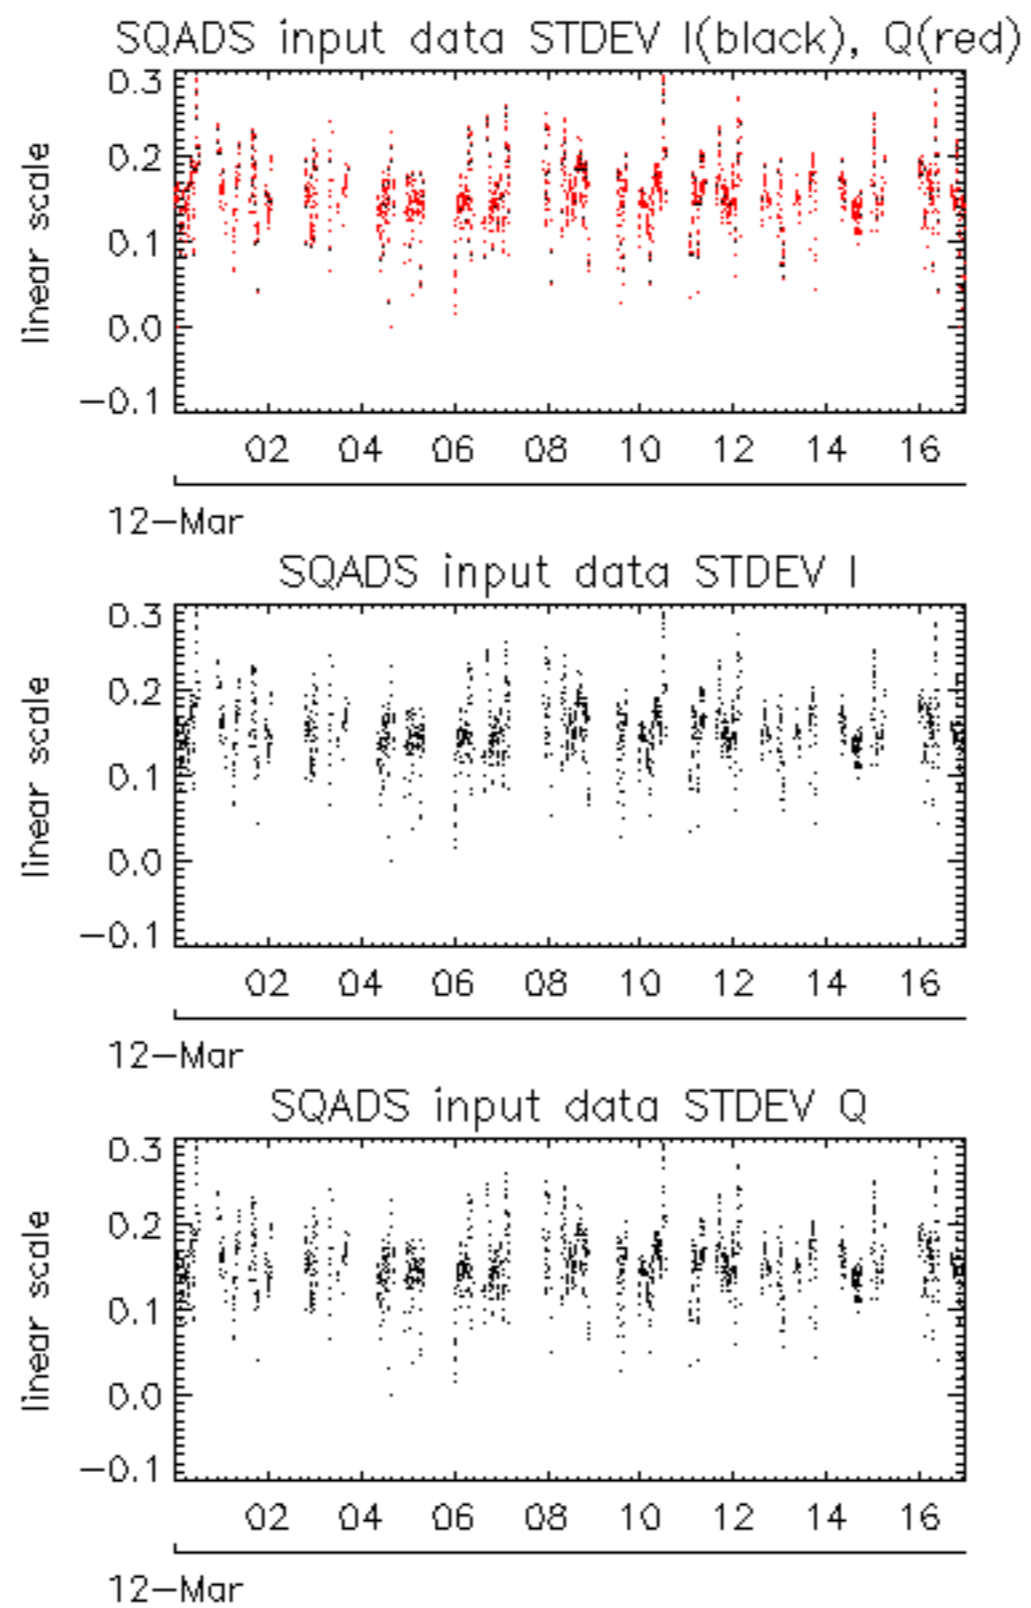 SQADS input data STDEV I(black), Q(red)
0.3
0.2
0.1
0.0
−0.1
linear scale
02 04 06 08 10 12 14 16
12−Mar
SQADS input data STDEV I
0.3
0.2
0.1
0.0
−0.1
linear scale
02 04 06 08 10 12 14 16
12−Mar
SQADS input data STDEV Q
0.3
0.2
0.1
0.0
−0.1
linear scale
02 04 06 08 10 12 14 16
12−Mar